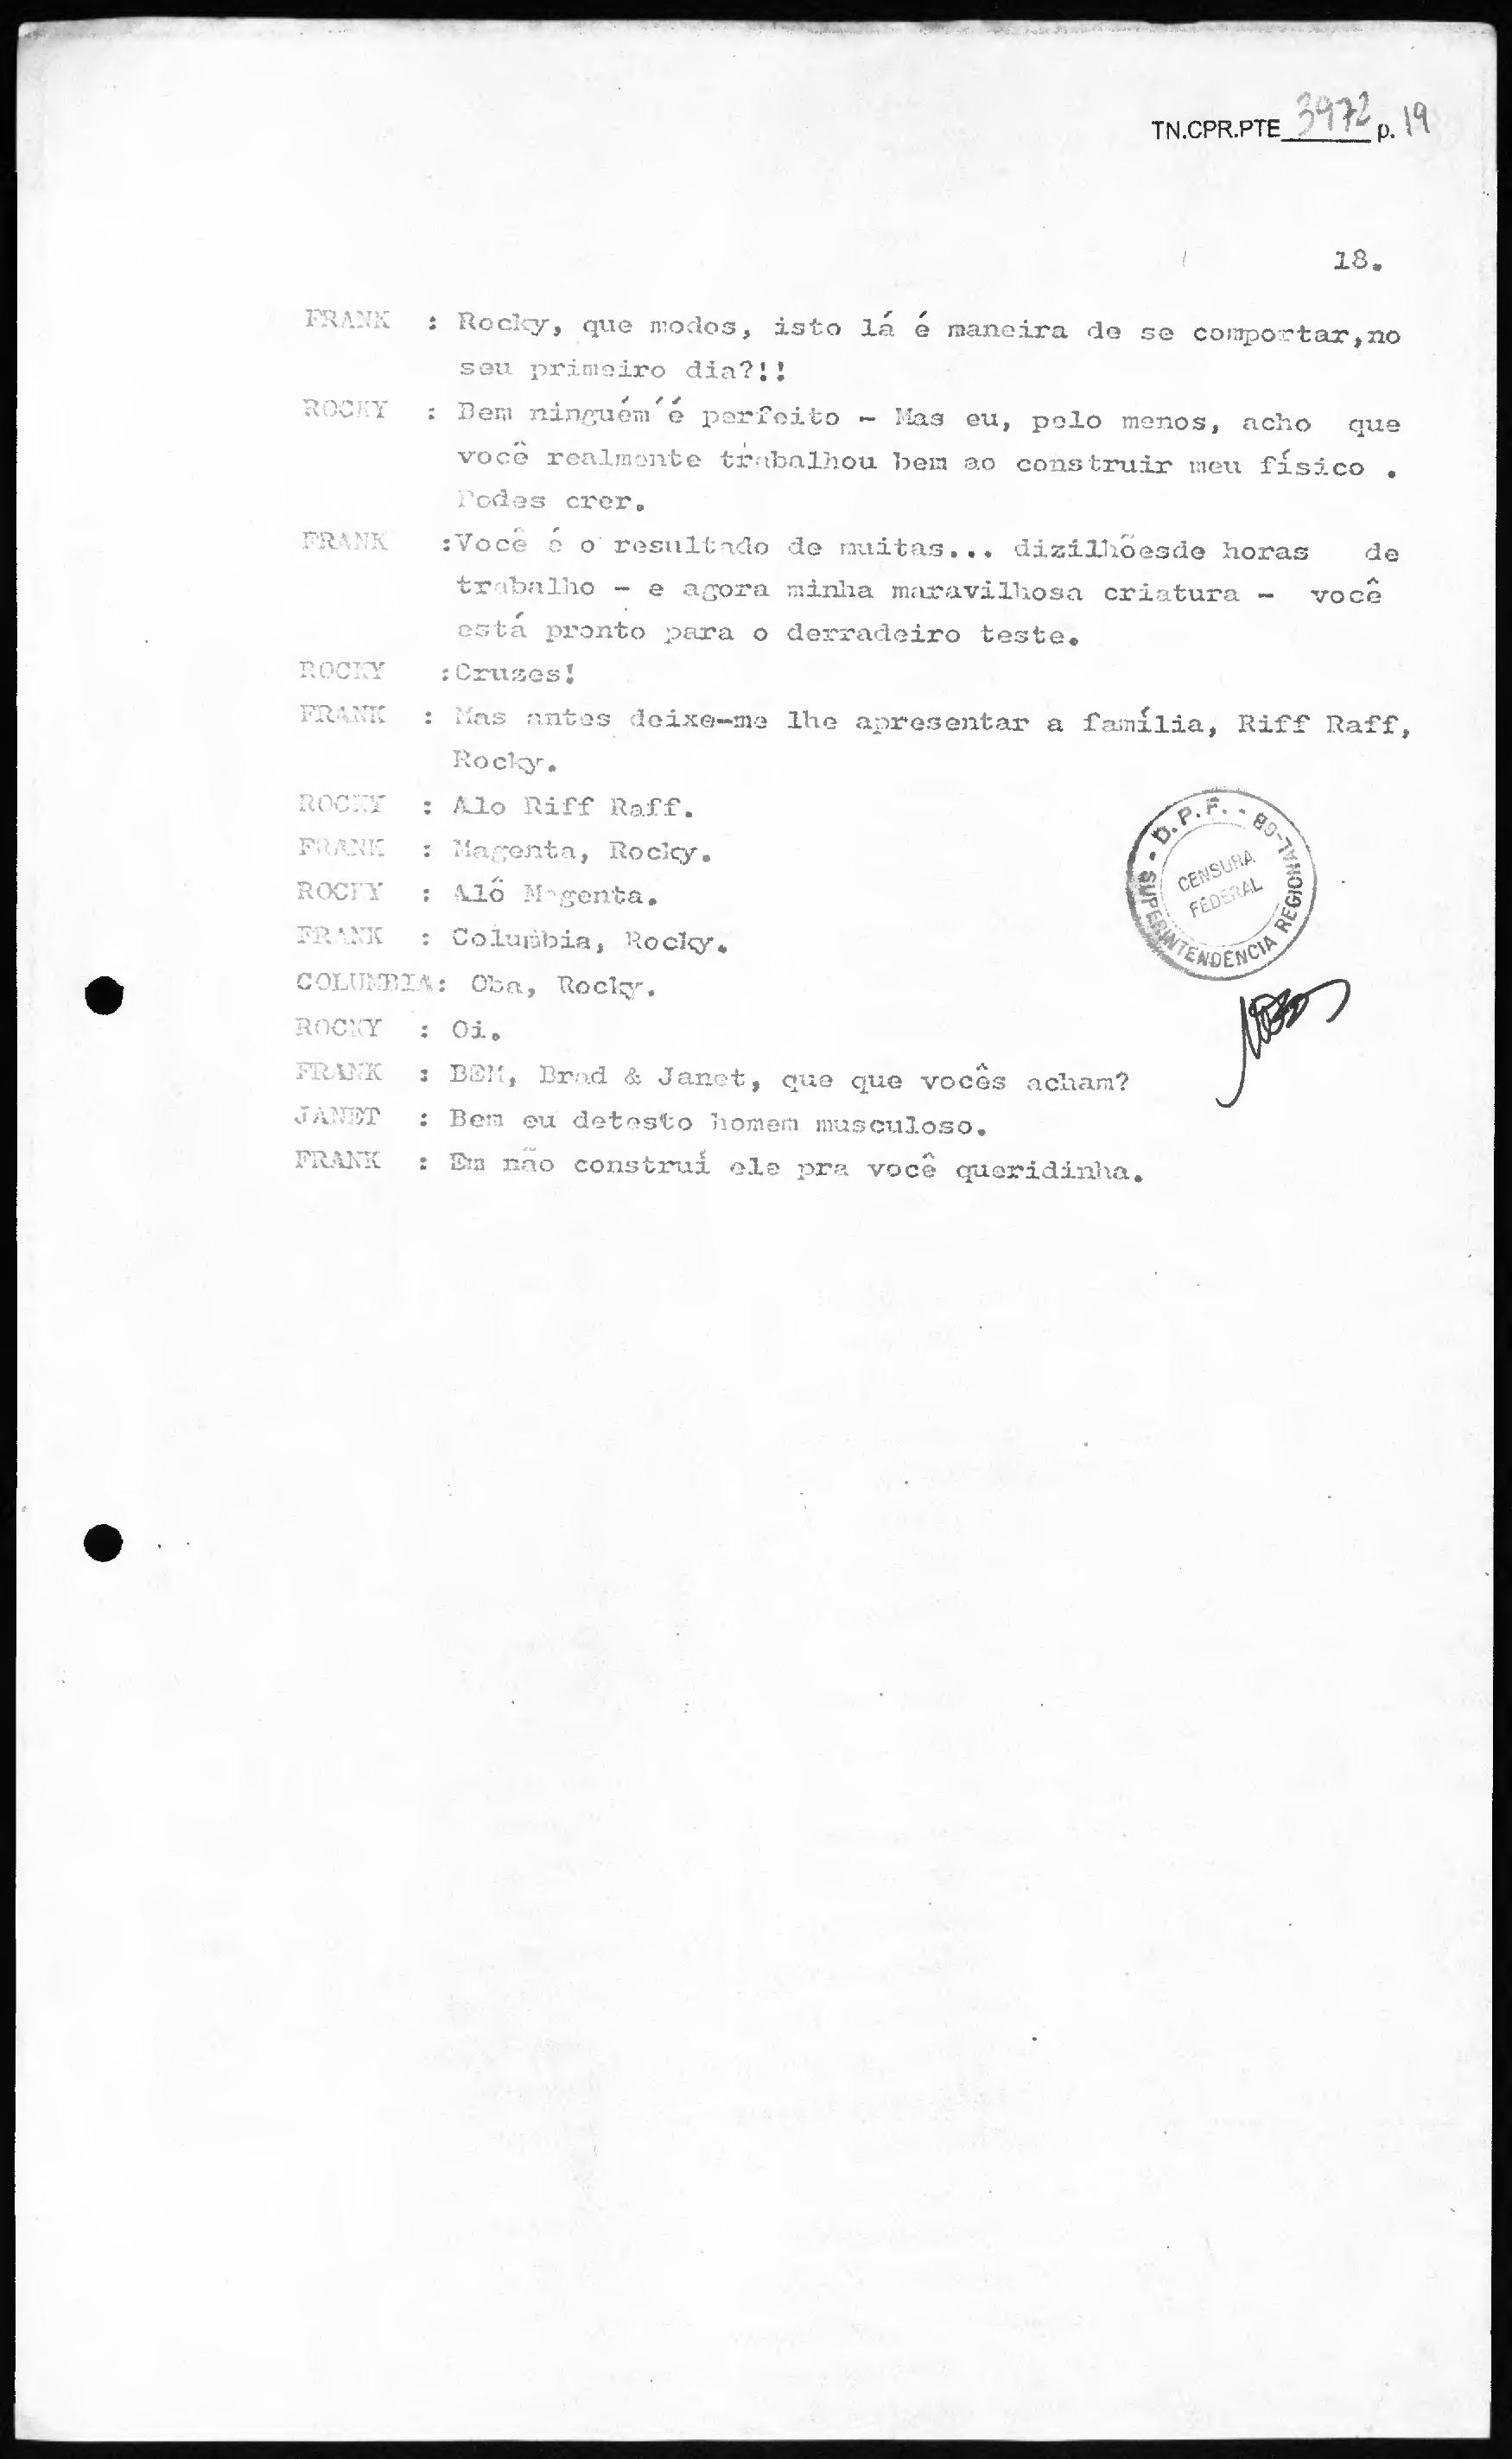 TN.CPR.PTE 3972 p. 19
18.
FRANK : Rocky, que modos, isto lá é maneira de se comportar,no
seu primeiro dia?!!
ROCKY : Bem ninguém é perfeito - Mas eu, pelo menos, acho que
você realmente trabalhou bem ao construir meu físico .
Podes crer.
FRANK :Você é o resultado de muitas... dizilhõesde horas de
trabalho - e agora minha maravilhosa criatura - você
está pronto para o derradeiro teste.
ROCKY :Cruzes!
FRANK : Mas antes deixe-me lhe apresentar a família, Riff Raff,
Rocky.
ROCKY : Alo Riff Raff.
FRANK : Magenta, Rocky.
ROCKY : Alô Magenta.
FRANK : Columbia, Rocky.
COLUMBIA: Oba, Rocky.
ROCKY : Oi.
FRANK : BEM, Brad & Janet, que que vocês acham?
JANET : Bem eu detesto homem musculoso.
FRANK : Em não construí ele pra você queridinha.
D.P.F. - SUPERINTENDÊNCIA REGIONAL-GB
CENSURA
FEDERAL